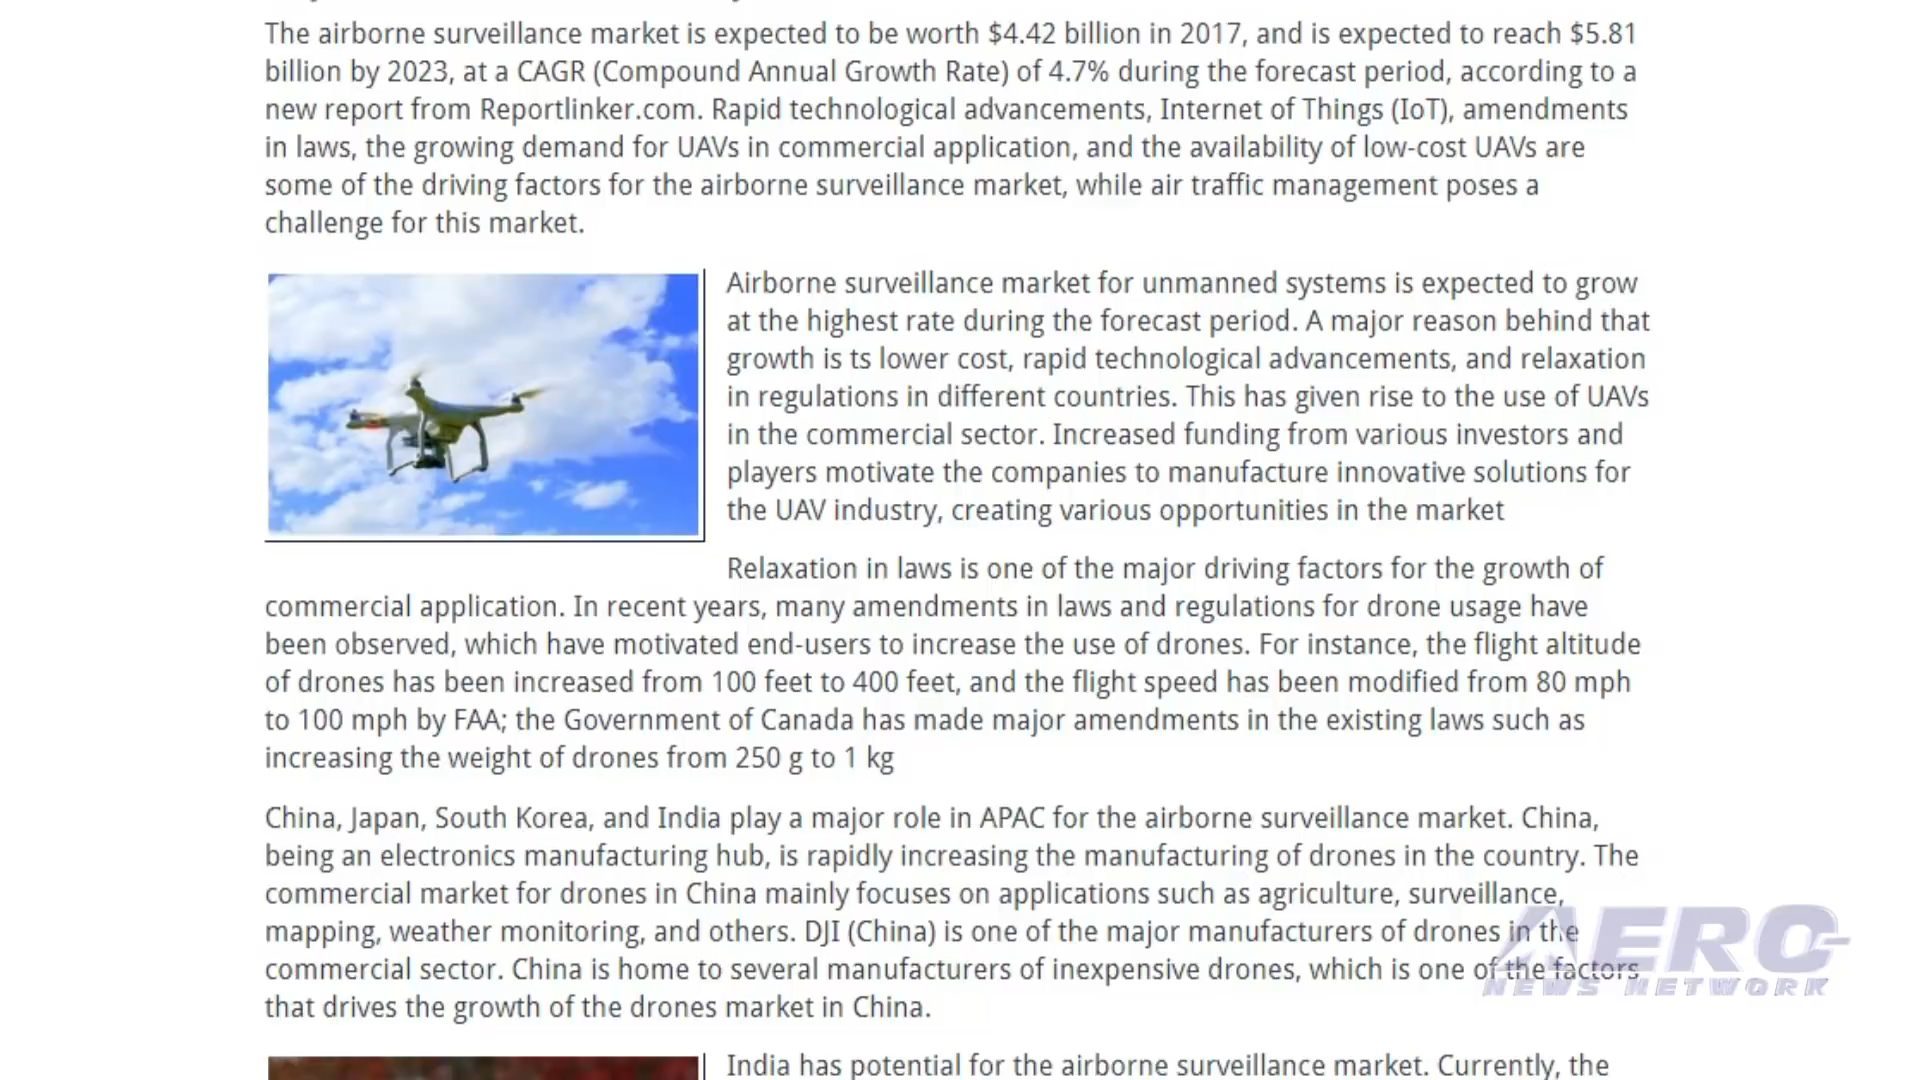 The airborne surveillance market is expected to be worth $4.42 billion in 2017, and is expected to reach $5.81
billion by 2023, at a CAGR (Compound Annual Growth Rate) of 4.7% during the forecast period, according to a
new report from Reportlinker.com. Rapid technological advancements, Internet of Things (IoT), amendments
in laws, the growing demand for UAVs in commercial application, and the availability of low-cost UAVs are
some of the driving factors for the airborne surveillance market, while air traffic management poses a
challenge for this market.
Airborne surveillance market for unmanned systems is expected to grow
at the highest rate during the forecast period. A major reason behind that
growth is ts lower cost, rapid technological advancements, and relaxation
in regulations in different countries. This has given rise to the use of UAVs
in the commercial sector. Increased funding from various investors and
players motivate the companies to manufacture innovative solutions for
the UAV industry, creating various opportunities in the market
Relaxation in laws is one of the major driving factors for the growth of
commercial application. In recent years, many amendments in laws and regulations for drone usage have
been observed, which have motivated end-users to increase the use of drones. For instance, the flight altitude
of drones has been increased from 100 feet to 400 feet, and the flight speed has been modified from 80 mph
to 100 mph by FAA; the Government of Canada has made major amendments in the existing laws such as
increasing the weight of drones from 250 g to 1 kg
China, Japan, South Korea, and India play a major role in APAC for the airborne surveillance market. China,
being an electronics manufacturing hub, is rapidly increasing the manufacturing of drones in the country. The
commercial market for drones in China mainly focuses on applications such as agriculture, surveillance,
mapping, weather monitoring, and others. DJI (China) is one of the major manufacturers of drones in the
commercial sector. China is home to several manufacturers of inexpensive drones, which is one of the factors
that drives the growth of the drones market in China.
India has potential for the airborne surveillance market. Currently, the
AERO
NEWS NETWORK